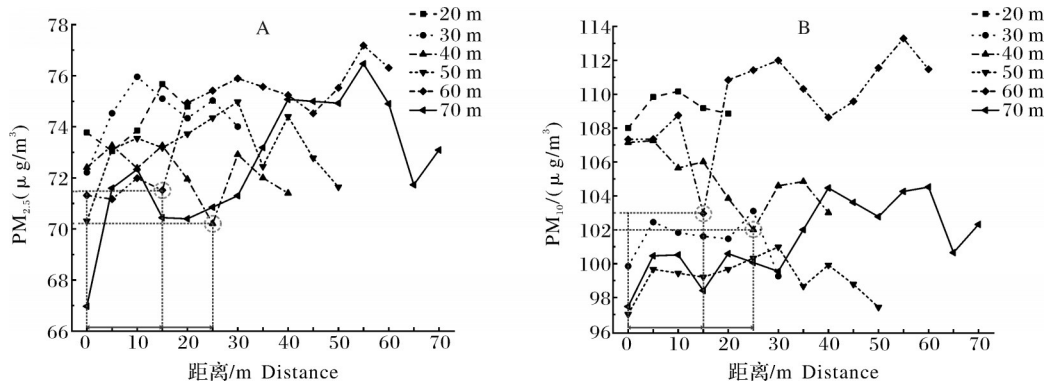 A
PM2.5(μ g/m³)
78
76
74
72
70
68
66
0 10 20 30 40 50 60 70
距离/m Distance
20 m
30 m
40 m
50 m
60 m
70 m
B
PM10/(μ g/m³)
114
112
110
108
106
104
102
100
98
96
0 10 20 30 40 50 60 70
距离/m Distance
20 m
30 m
40 m
50 m
60 m
70 m